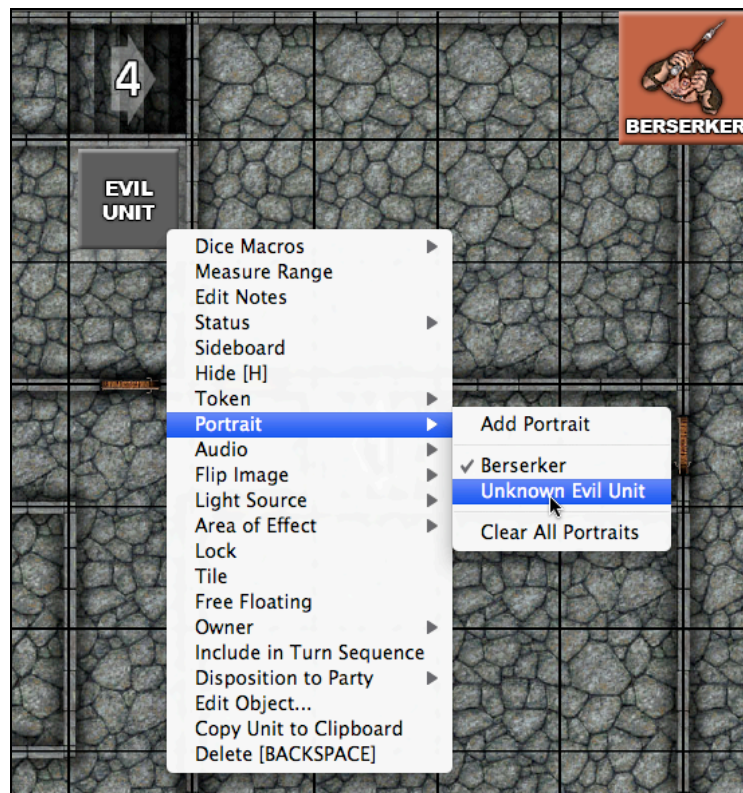 4
BERSERKER
EVIL
UNIT
Dice Macros
Measure Range
Edit Notes
Status
Sideboard
Hide [H]
Token
Portrait
Add Portrait
Audio
✓ Berserker
Flip Image
Unknown Evil Unit
Light Source
Area of Effect
Clear All Portraits
Lock
Tile
Free Floating
Owner
Include in Turn Sequence
Disposition to Party
Edit Object...
Copy Unit to Clipboard
Delete [BACKSPACE]